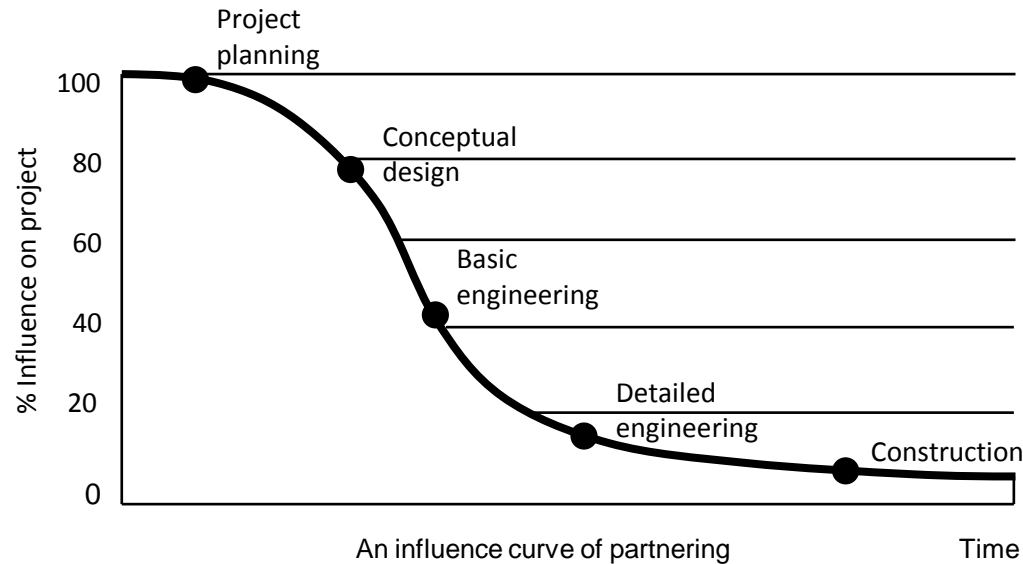 Project
planning
100
Conceptual
design
80
60
Basic
engineering
40
20
Detailed
engineering
Construction
0
% Influence on project
An influence curve of partnering
Time